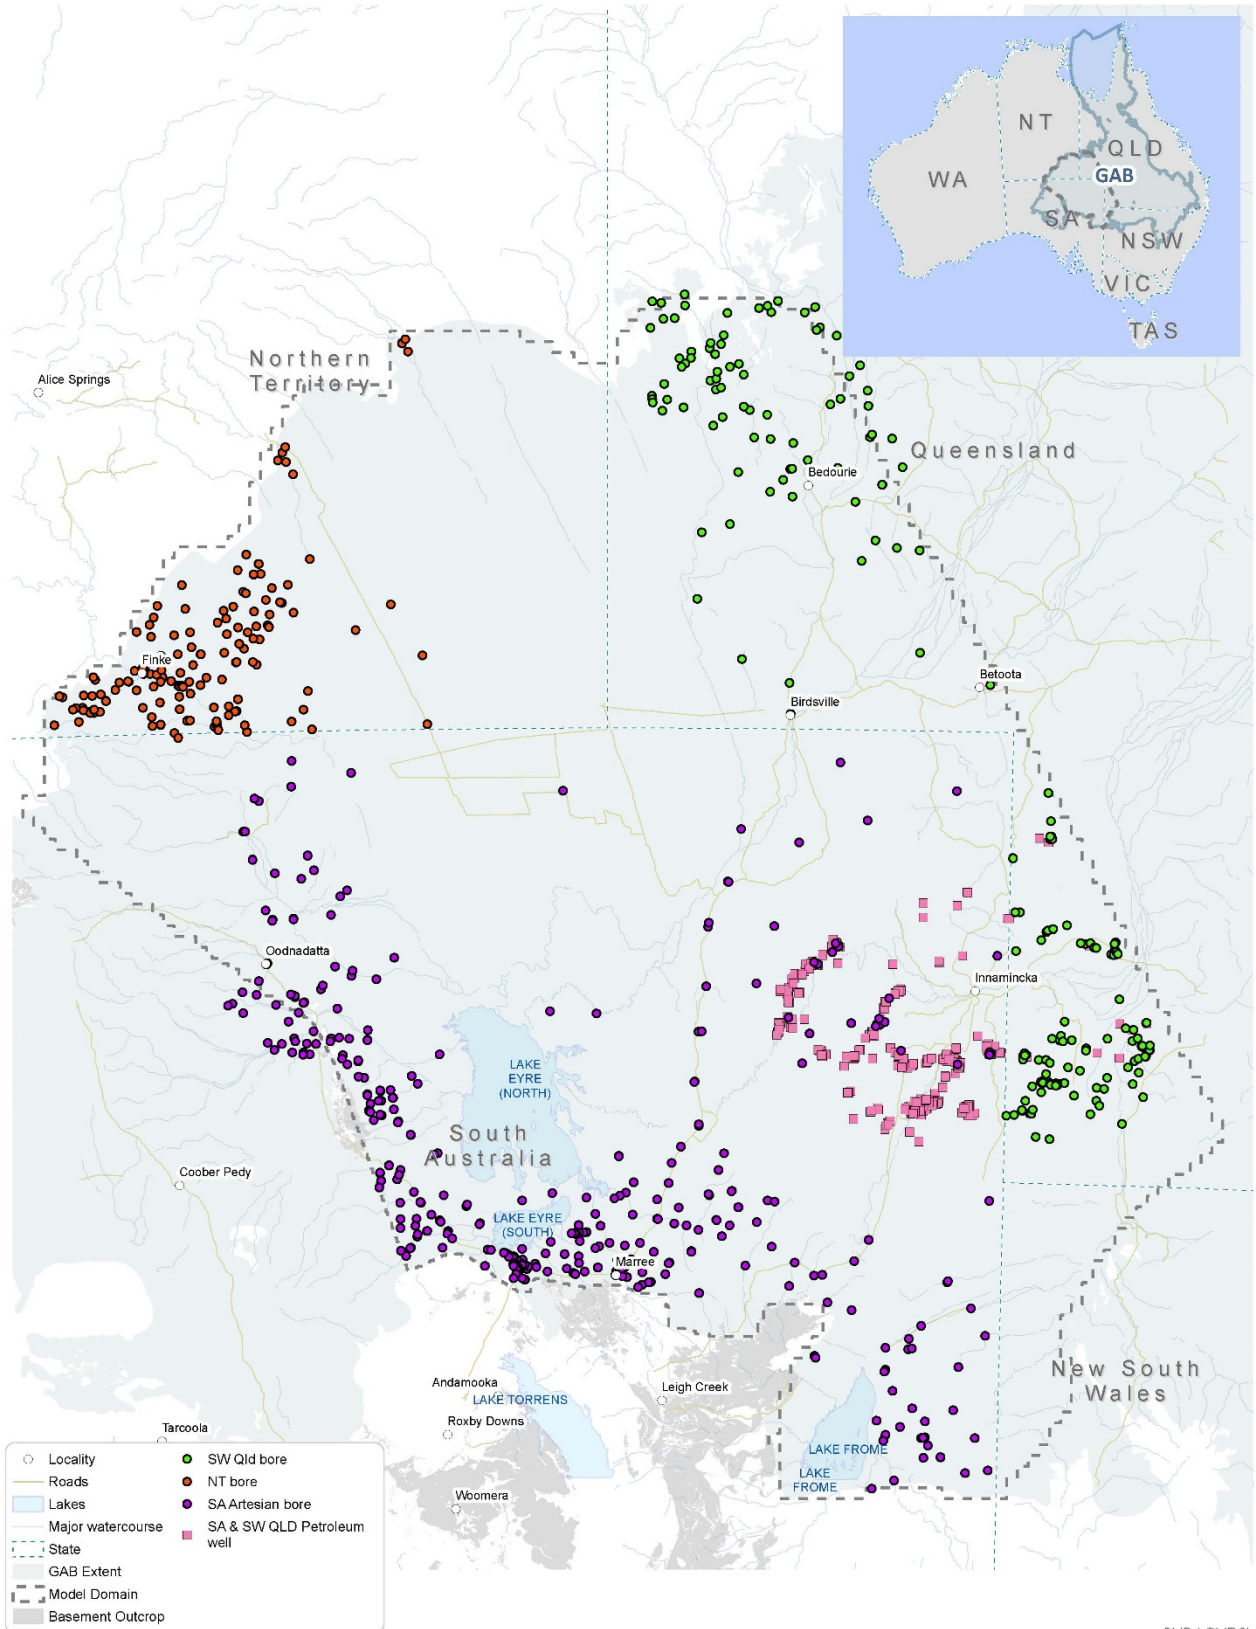 NT
QLD
WA
GAB
SA
NSW
VIC
TAS
Northern
Territory
Alice Springs
Queensland
Bedourie
Finke
Betoota
Birdsville
Oodnadatta
Innamincka
LAKE
EYRE
(NORTH)
South
Australia
Coober Pedy
LAKE EYRE
(SOUTH)
Marree
New South
Wales
Andamooka
LAKE TORRENS
Leigh Creek
Roxby Downs
Tarcoola
LAKE FROME
LAKE
FROME
Woomera
Locality
Roads
Lakes
Major watercourse
State
GAB Extent
Model Domain
Basement Outcrop
SW Qld bore
NT bore
SA Artesian bore
SA & SW QLD Petroleum
well